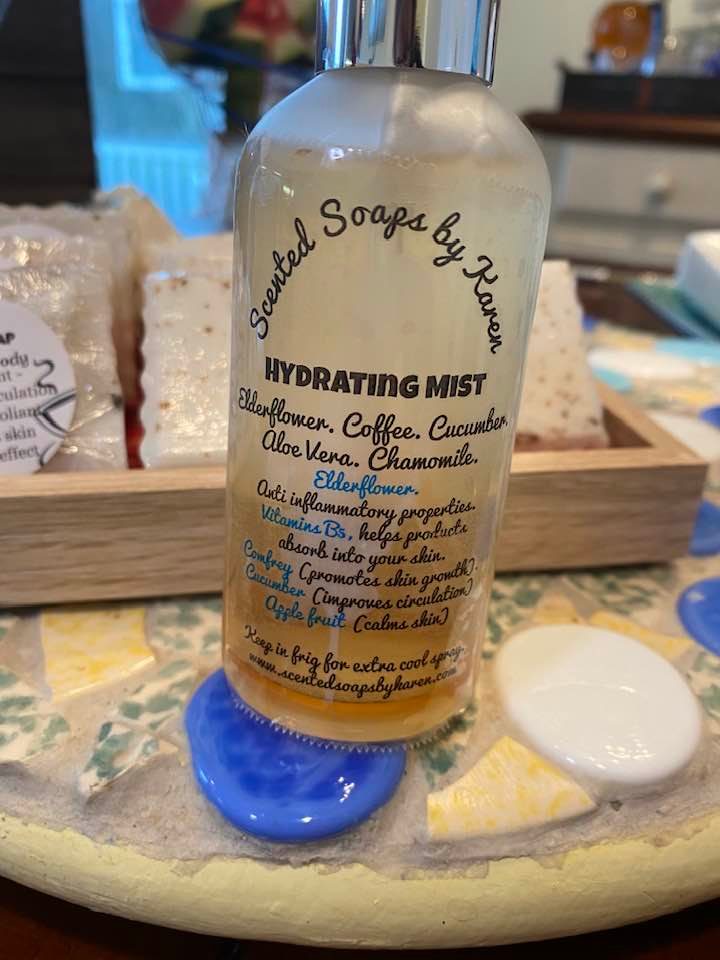 Scented Soaps by Karen
HYDRATING MIST
Elderflower. Coffee. Cucumber.
Aloe Vera. Chamomile.
Elderflower.
Anti inflammatory properties.
Vitamins Bs, helps products
absorb into your skin.
Comfrey (promotes skin growth).
Cucumber (improves circulation)
Apple fruit (calms skin)
Keep in frig for extra cool spray.
www.scentedsoapsbykaren.com
skin
effect